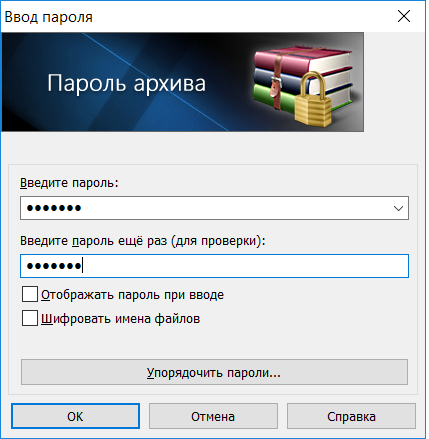 Ввод пароля
Пароль архива
Введите пароль:
●●●●●●●
Введите пароль ещё раз (для проверки):
●●●●●●●
Отображать пароль при вводе
Шифровать имена файлов
Упорядочить пароли...
ОК
Отмена
Справка